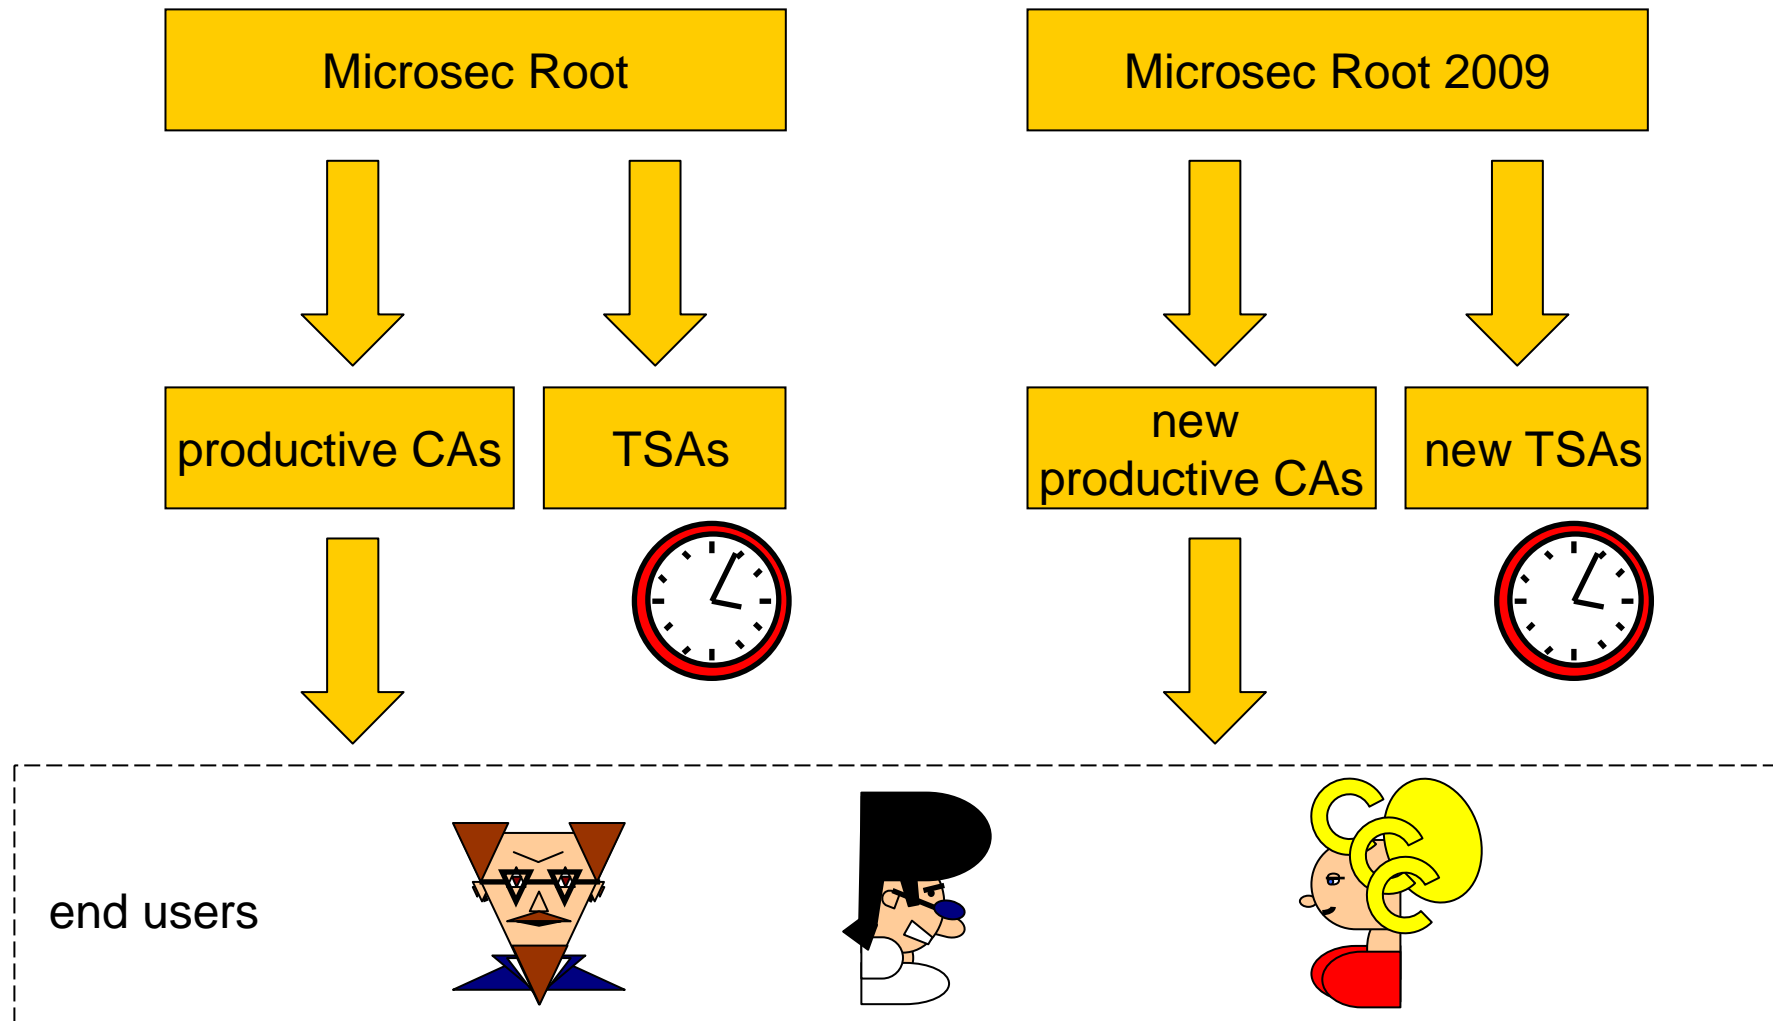 Microsec Root
Microsec Root 2009
productive CAs
TSAs
new
productive CAs
new TSAs
end users